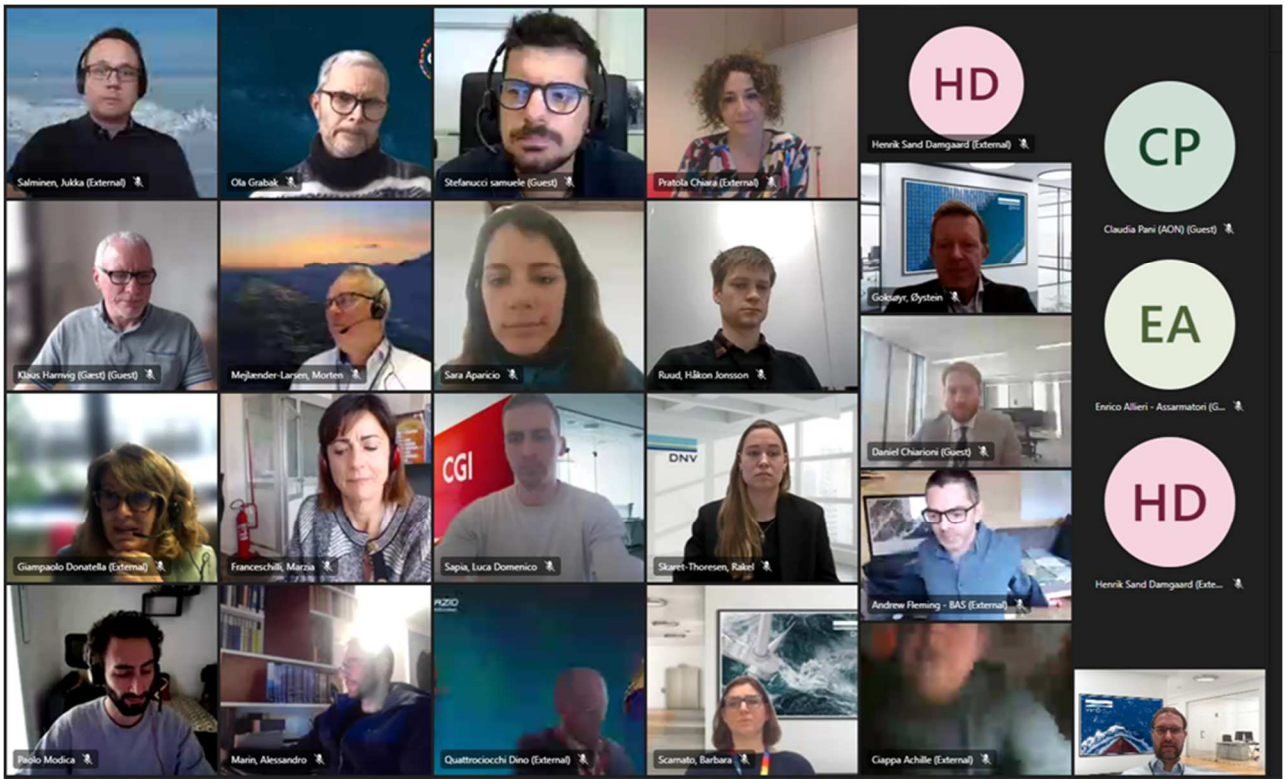 Salminen, Jukka (External)
Ola Grabak
Stefanucci samuele (Guest)
Pratola Chiara (External)
HD
Henrik Sand Damgaard (External)
CP
Claudia Pani (AON) (Guest)
Klaus Harnvig (Gæst) (Guest)
Mejlænder-Larsen, Morten
Sara Aparicio
Ruud, Håkon Jonsson
Goksøyr, Øystein
EA
Enrico Allieri - Assarmatori (G...
Daniel Chiarioni (Guest)
CGI
DNV
Giampaolo Donatella (External)
Franceschilli, Marzia
Sapia, Luca Domenico
Skaret-Thoresen, Rakel
Andrew Fleming - BAS (External)
HD
Henrik Sand Damgaard (Exte...
Paolo Modica
Marin, Alessandro
Quattrociocchi Dino (External)
Scarnato, Barbara
Ciappa Achille (External)